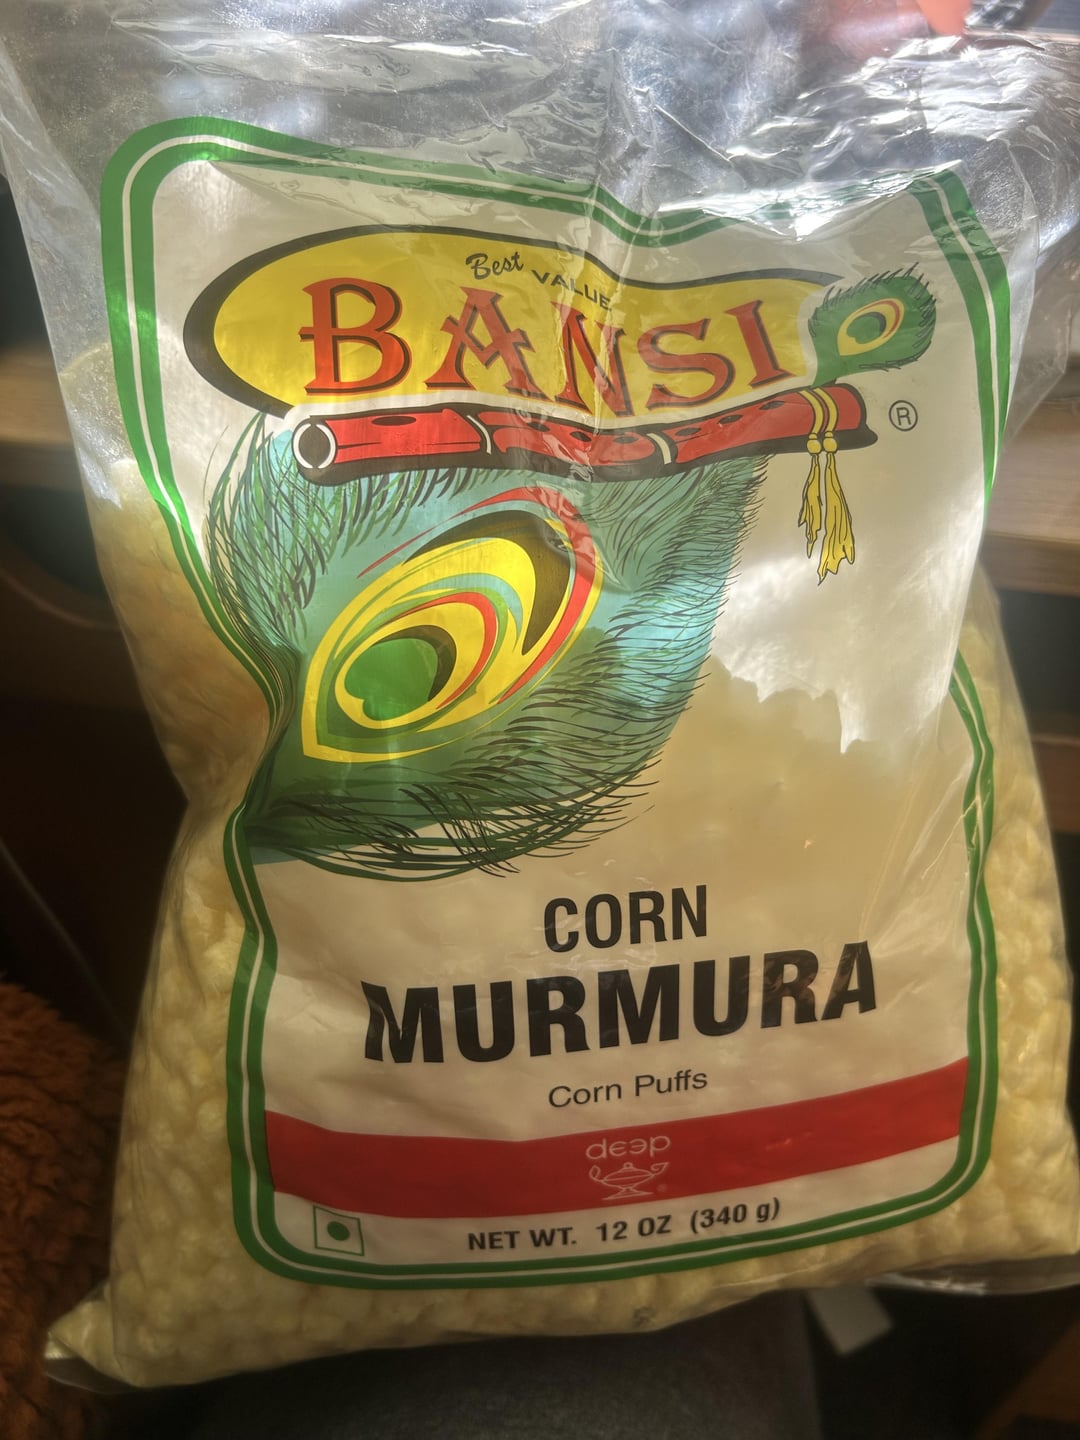 Best VALUE
BANSI
®
CORN
MURMURA
Corn Puffs
deep
NET WT. 12 OZ (340 g)